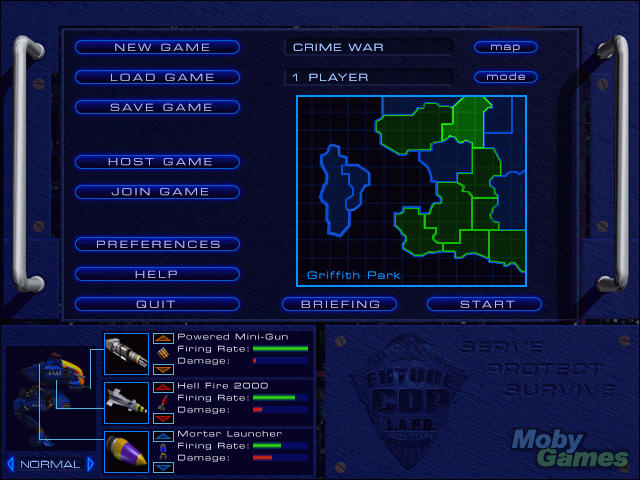 NEW GAME
CRIME WAR
map
LOAD GAME
1 PLAYER
mode
SAVE GAME
HOST GAME
JOIN GAME
PREFERENCES
HELP
Griffith Park
QUIT
BRIEFING
START
Powered Mini-Gun
Firing Rate:
Damage:
Hell Fire 2000
Firing Rate:
Damage:
Mortar Launcher
Firing Rate:
Damage:
NORMAL
SERVE
PROTECT
SURVIVE
FUTURE
COP
L.A.P.D.
Moby
Games